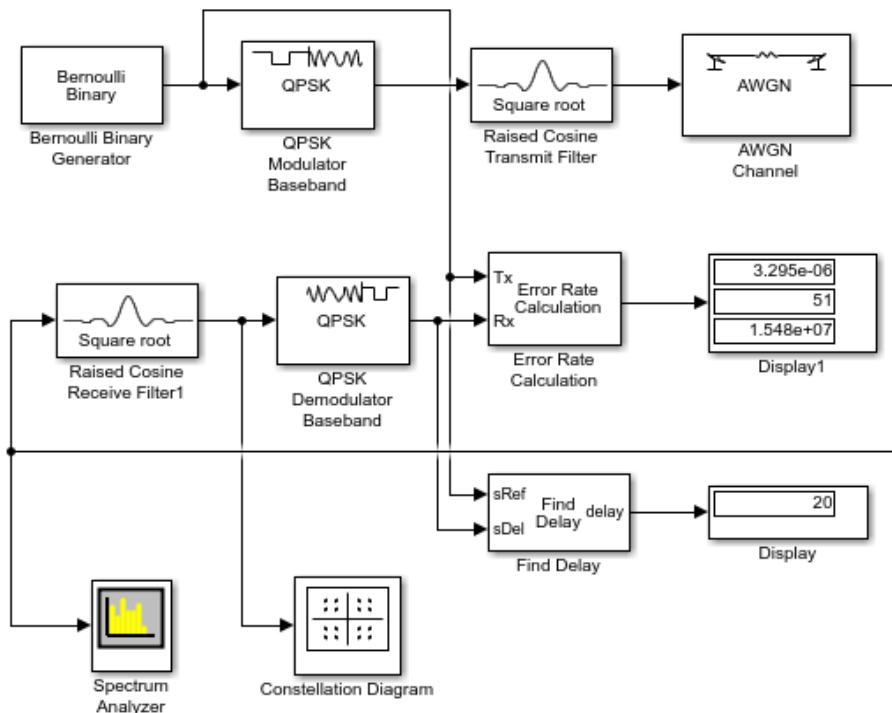 Bernoulli
Binary
Bernoulli Binary
Generator
QPSK
QPSK
Modulator
Baseband
Square root
Raised Cosine
Transmit Filter
AWGN
AWGN
Channel
Square root
Raised Cosine
Receive Filter1
QPSK
QPSK
Demodulator
Baseband
Tx
Rx
Error Rate
Calculation
Error Rate
Calculation
3.295e-06
51
1.548e+07
Display1
sRef
sDel
Find
Delay
delay
Find Delay
20
Display
Spectrum
Analyzer
Constellation Diagram